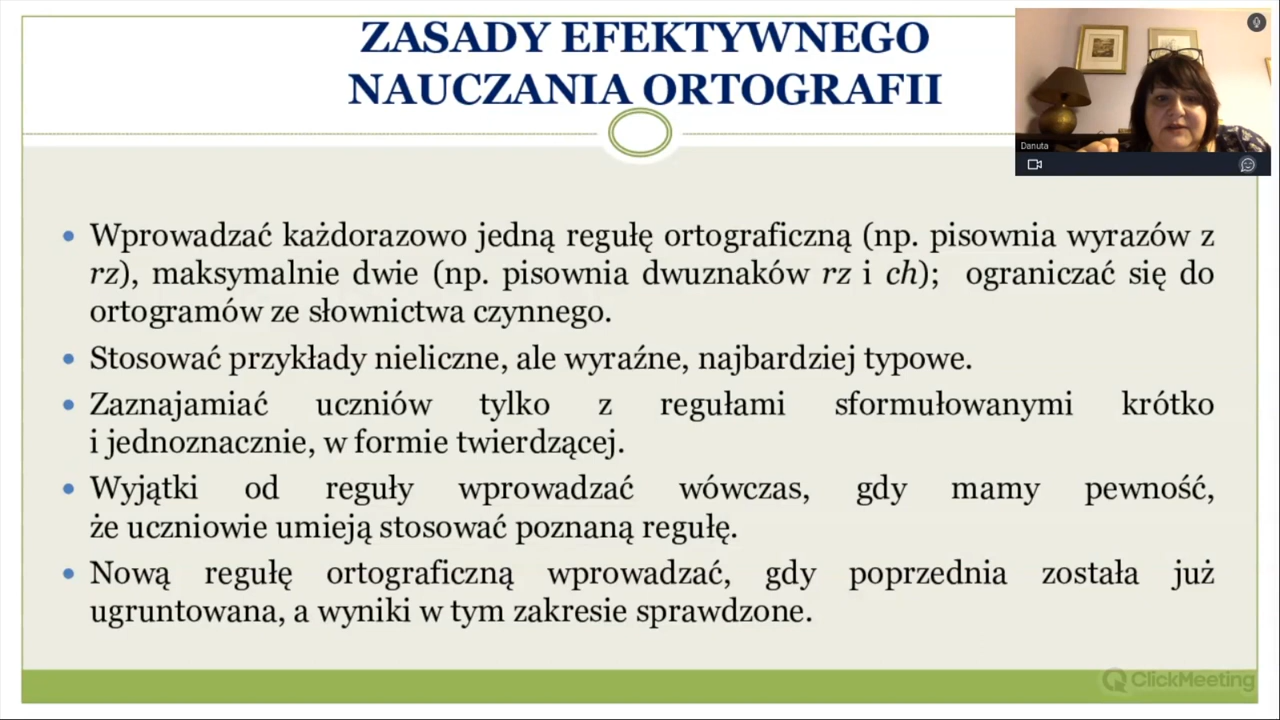 ZASADY EFEKTYWNEGO
NAUCZANIA ORTOGRAFII
Danuta
• Wprowadzać każdorazowo jedną regułę ortograficzną (np. pisownia wyrazów z
rz), maksymalnie dwie (np. pisownia dwuznaków rz i ch); ograniczać się do
ortogramów ze słownictwa czynnego.
• Stosować przykłady nieliczne, ale wyraźne, najbardziej typowe.
• Zaznajamiać uczniów tylko z regułami sformułowanymi krótko
i jednoznacznie, w formie twierdzącej.
• Wyjątki od reguły wprowadzać wówczas, gdy mamy pewność,
że uczniowie umieją stosować poznaną regułę.
• Nową regułę ortograficzną wprowadzać, gdy poprzednia została już
ugruntowana, a wyniki w tym zakresie sprawdzone.
ClickMeeting